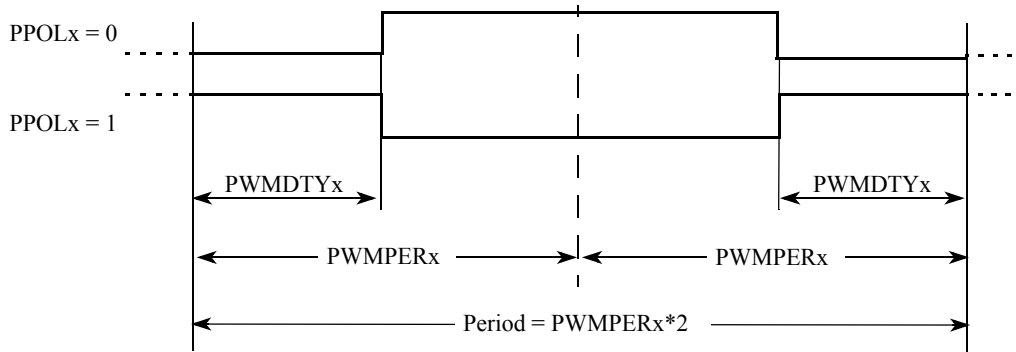 PPOLx = 0
PPOLx = 1
PWMDTYx
PWMDTYx
PWMPERx
PWMPERx
Period = PWMPERx*2